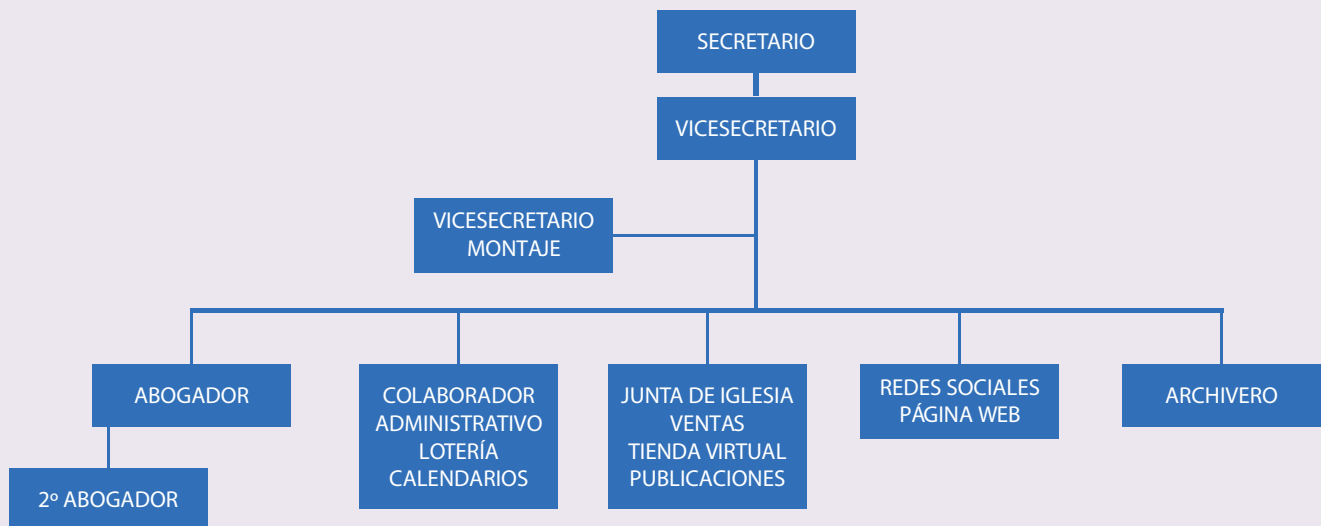 SECRETARIO
VICESECRETARIO
VICESECRETARIO
MONTAJE
ABOGADOR
COLABORADOR
ADMINISTRATIVO
LOTERÍA
CALENDARIOS
JUNTA DE IGLESIA
VENTAS
TIENDA VIRTUAL
PUBLICACIONES
REDES SOCIALES
PÁGINA WEB
ARCHIVERO
2º ABOGADOR